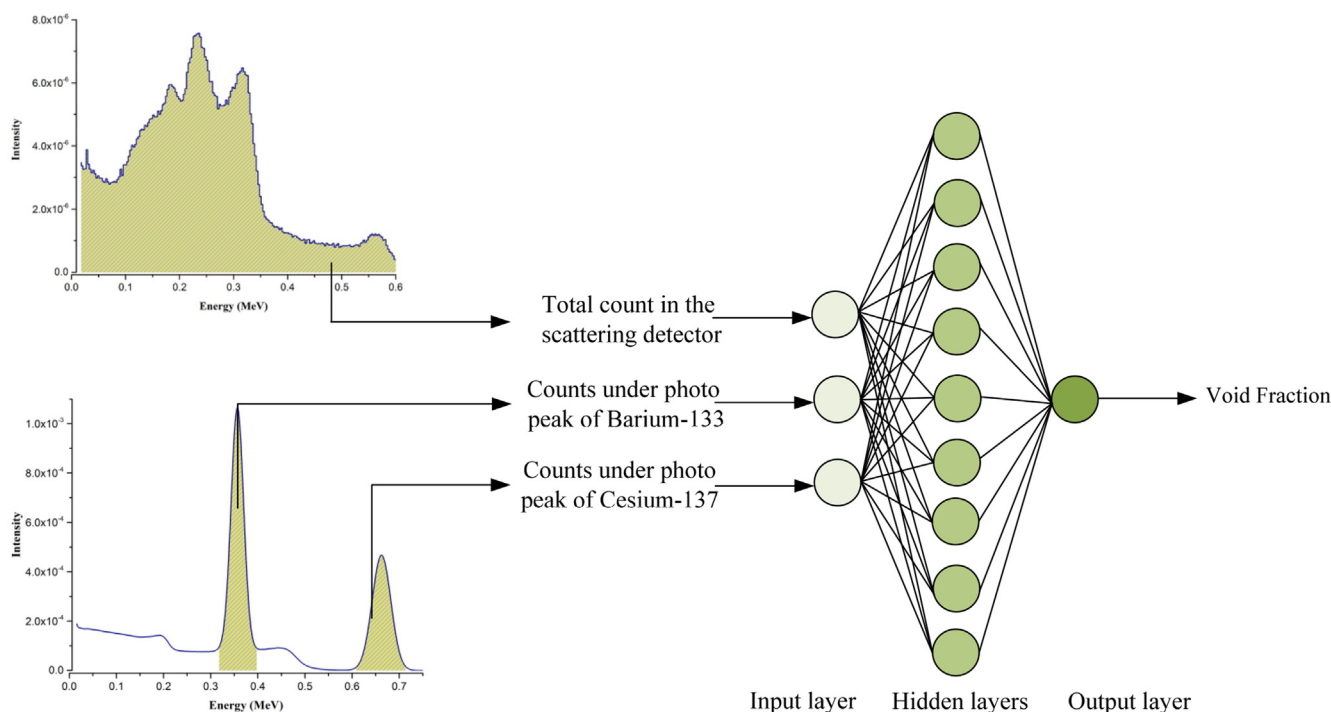 8.0x10⁻⁶
6.0x10⁻⁶
4.0x10⁻⁶
2.0x10⁻⁶
0.0
Intensity
0.0 0.1 0.2 0.3 0.4 0.5 0.6
Energy (MeV)
Total count in the
scattering detector
Counts under photo
peak of Barium-133
Counts under photo
peak of Cesium-137
Void Fraction
1.0x10⁻³
8.0x10⁻⁴
6.0x10⁻⁴
4.0x10⁻⁴
2.0x10⁻⁴
0.0
Intensity
0.0 0.1 0.2 0.3 0.4 0.5 0.6 0.7
Energy (MeV)
Input layer Hidden layers Output layer